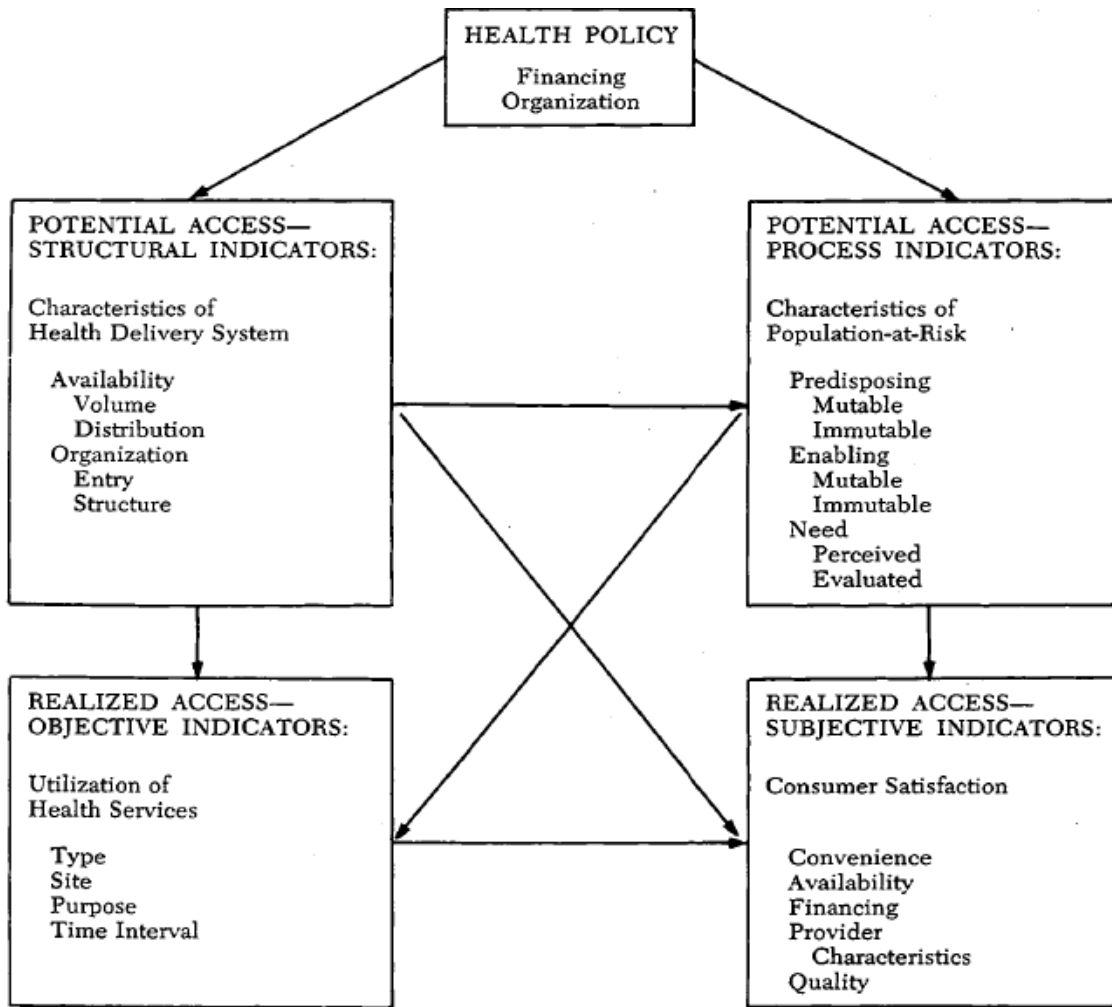 HEALTH POLICY
Financing
Organization
POTENTIAL ACCESS—
STRUCTURAL INDICATORS:
Characteristics of
Health Delivery System
Availability
Volume
Distribution
Organization
Entry
Structure
POTENTIAL ACCESS—
PROCESS INDICATORS:
Characteristics of
Population-at-Risk
Predisposing
Mutable
Immutable
Enabling
Mutable
Immutable
Need
Perceived
Evaluated
REALIZED ACCESS—
OBJECTIVE INDICATORS:
Utilization of
Health Services
Type
Site
Purpose
Time Interval
REALIZED ACCESS—
SUBJECTIVE INDICATORS:
Consumer Satisfaction
Convenience
Availability
Financing
Provider
Characteristics
Quality